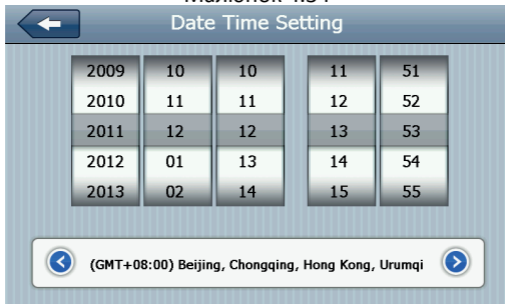 Date Time Setting
2009 10 10 11 51
2010 11 11 12 52
2011 12 12 13 53
2012 01 13 14 54
2013 02 14 15 55
(GMT+08:00) Beijing, Chongqing, Hong Kong, Urumqi